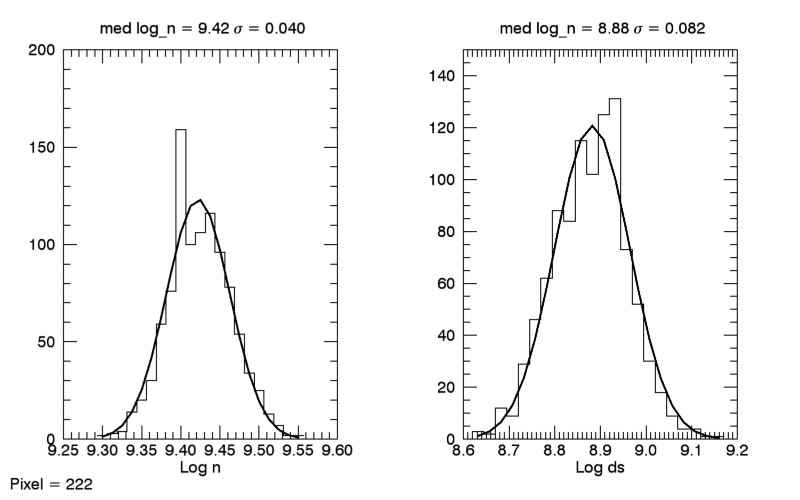 med log_n = 9.42 σ = 0.040
200
150
100
50
0
9.25 9.30 9.35 9.40 9.45 9.50 9.55 9.60
Log n
med log_n = 8.88 σ = 0.082
140
120
100
80
60
40
20
0
8.6 8.7 8.8 8.9 9.0 9.1 9.2
Log ds
Pixel = 222